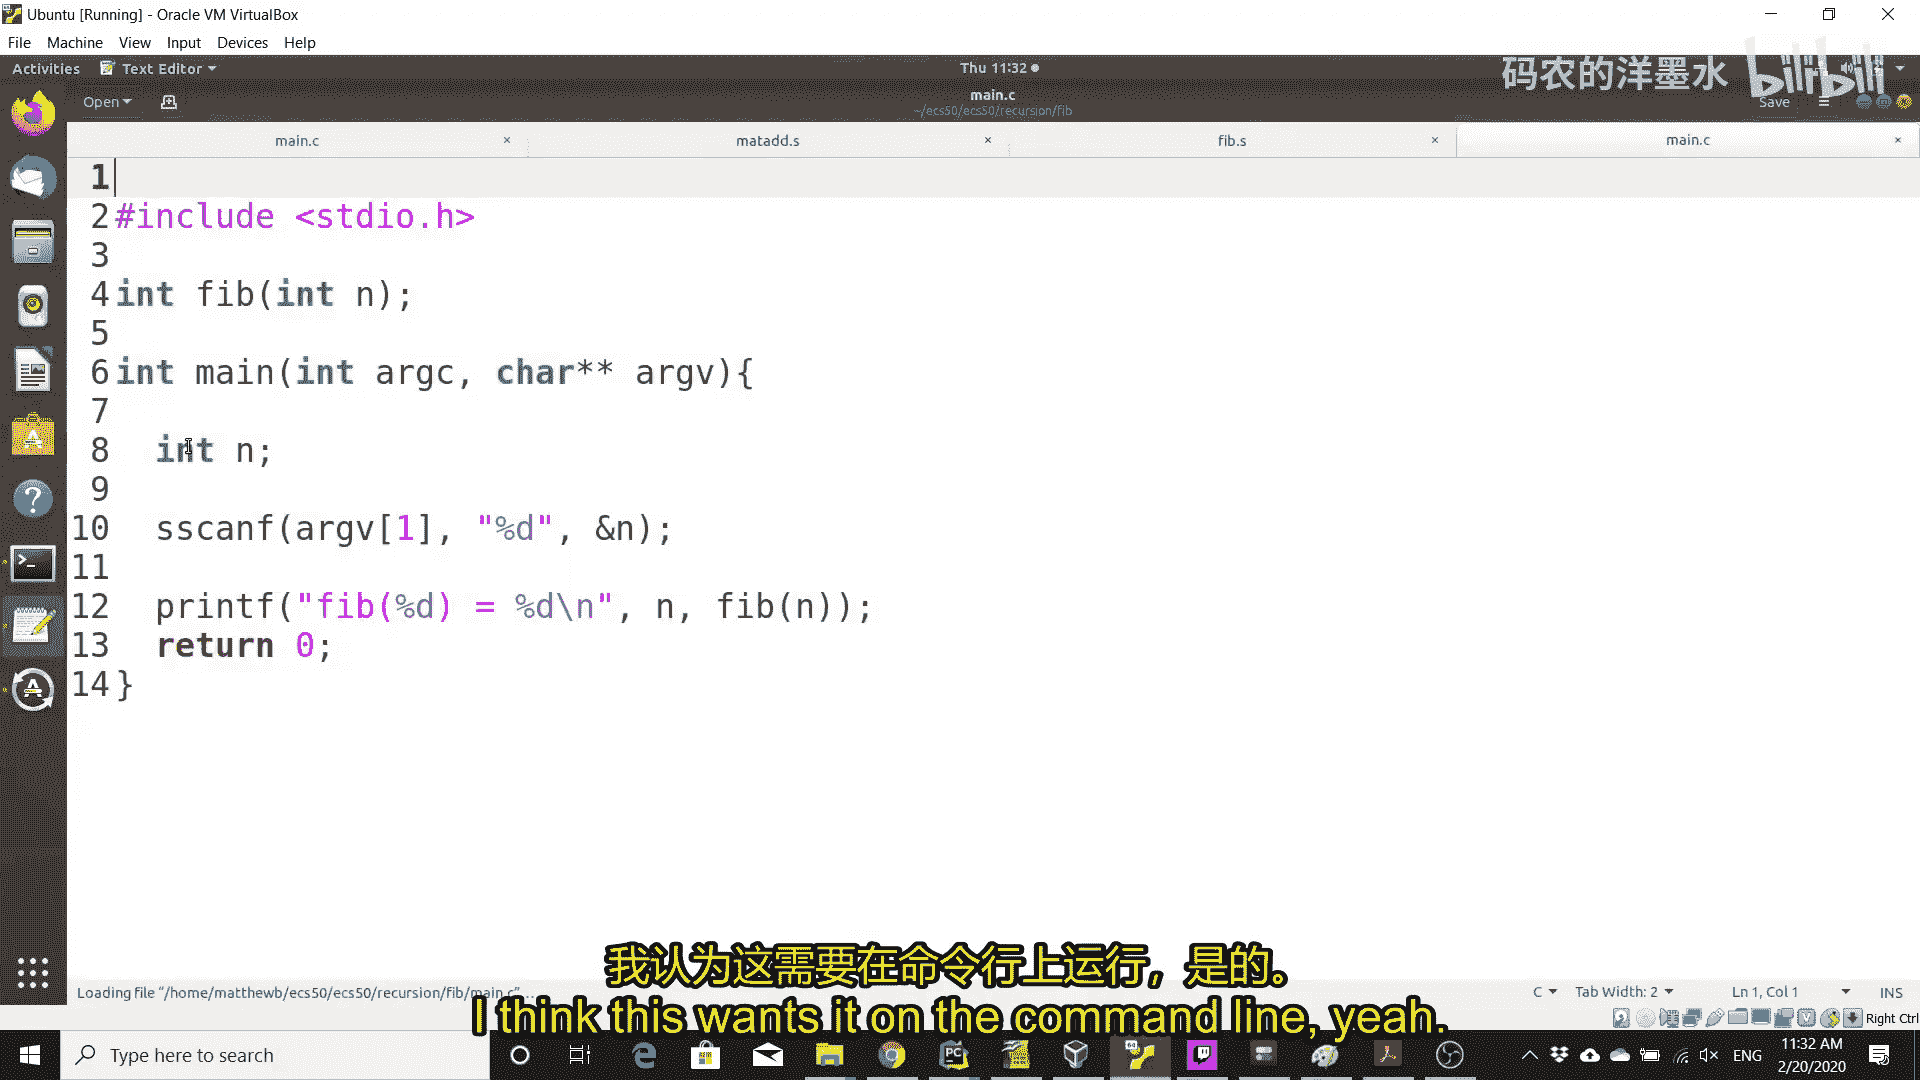 Ubuntu [Running] - Oracle VM VirtualBox
File Machine View Input Devices Help
Activities Text Editor Thu 11:32
码农的洋墨水 bilibili
Open main.c Save
~/ecs50/ecs50/recursion/fib
main.c × matadd.s × fib.s × main.c ×
1
2 #include <stdio.h>
3
4 int fib(int n);
5
6 int main(int argc, char** argv){
7
8 int n;
9
10 sscanf(argv[1], "%d", &n);
11
12 printf("fib(%d) = %d\n", n, fib(n));
13 return 0;
14 }
我认为这需要在命令行上运行，是的。
Loading file “/home/matthewb/ecs50/ecs50/recursion/fib/main.c”… C Tab Width: 2 Ln 1, Col 1 INS
I think this wants it on the command line, yeah.
Right Ctrl
Type here to search
ENG
11:32 AM
2/20/2020